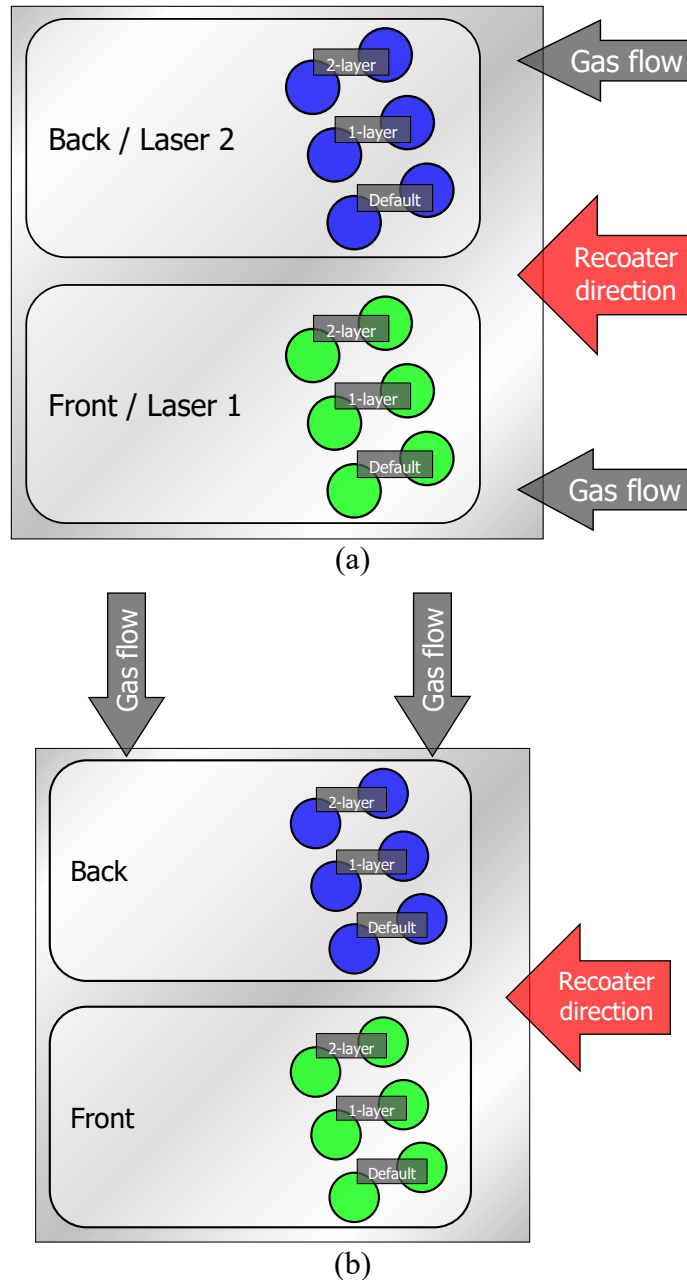 2-layer
Gas flow
Back / Laser 2
1-layer
Default
Recoater
direction
2-layer
Front / Laser 1
1-layer
Default
Gas flow
(a)
Gas flow
Gas flow
2-layer
Back
1-layer
Default
Recoater
direction
2-layer
1-layer
Front
Default
(b)